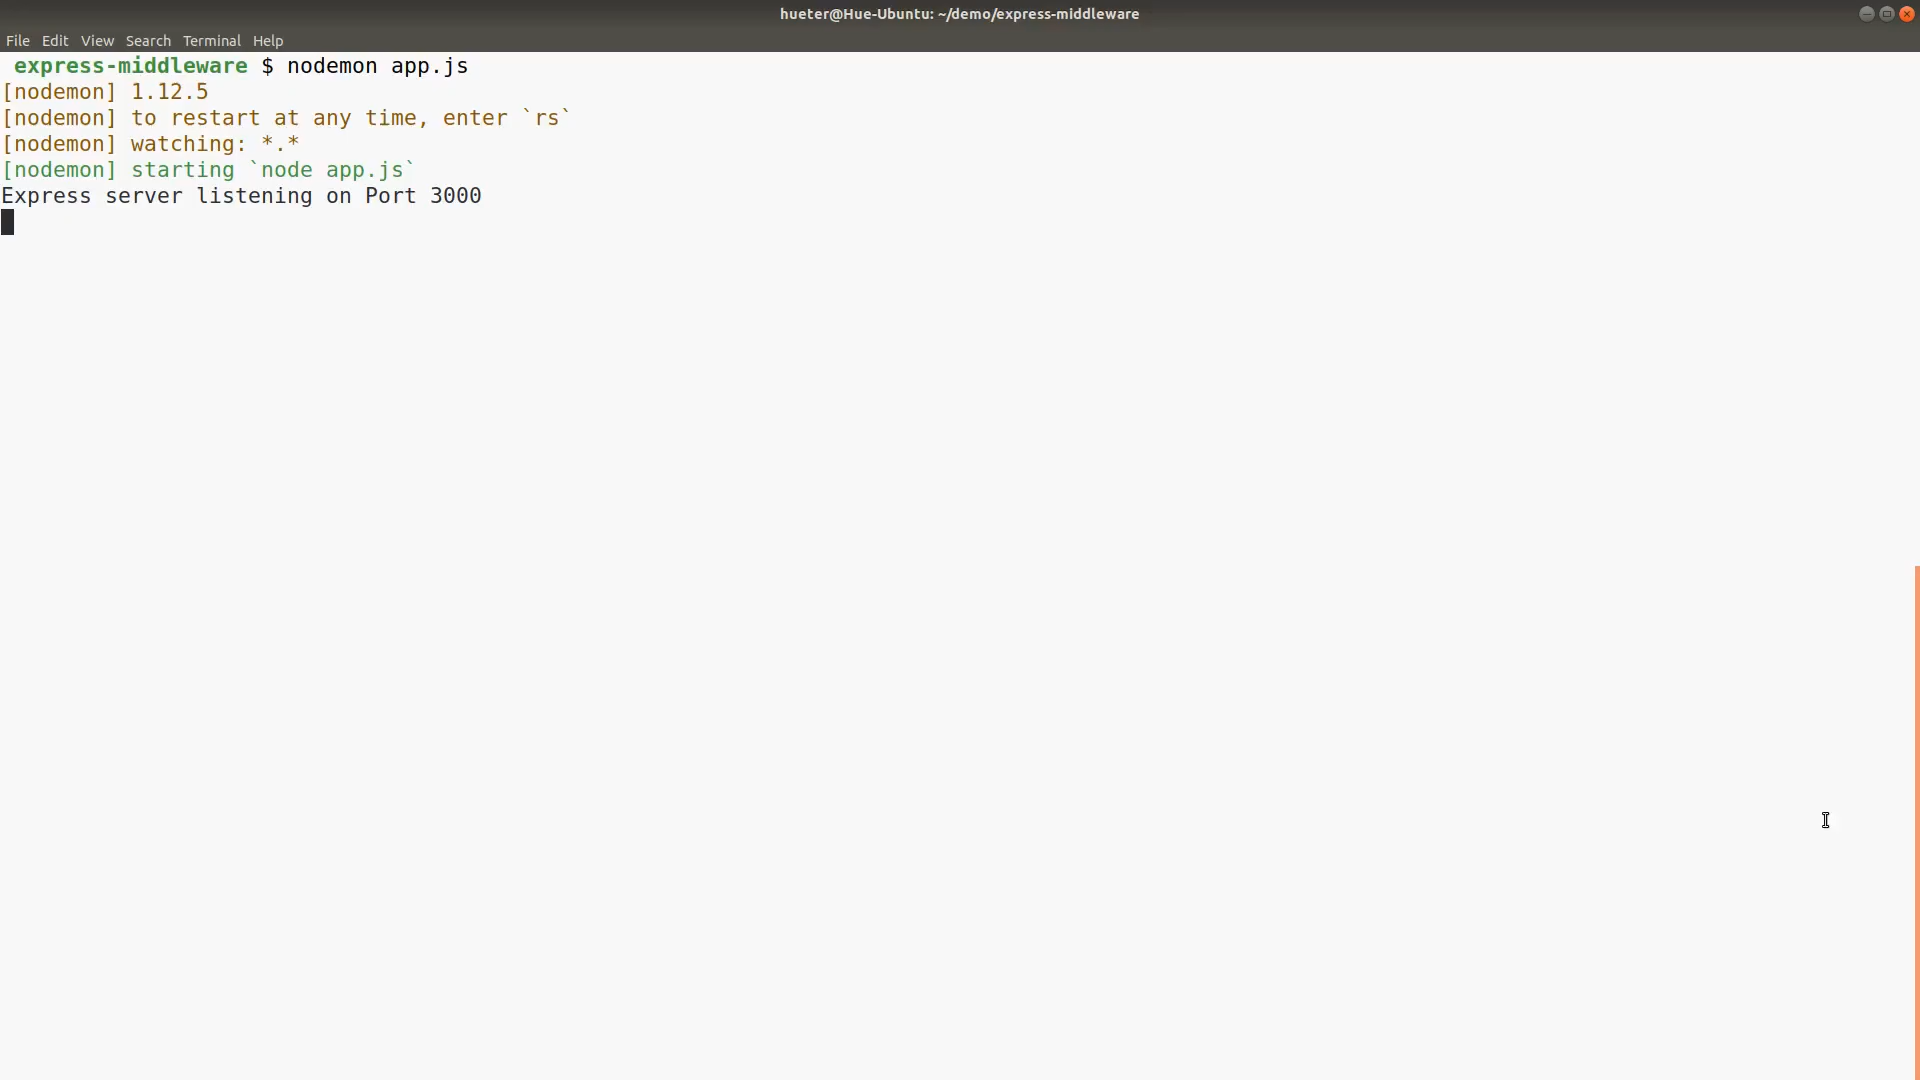 hueter@Hue-Ubuntu: ~/demo/express-middleware
File Edit View Search Terminal Help
express-middleware $ nodemon app.js
[nodemon] 1.12.5
[nodemon] to restart at any time, enter `rs`
[nodemon] watching: *.*
[nodemon] starting `node app.js`
Express server listening on Port 3000